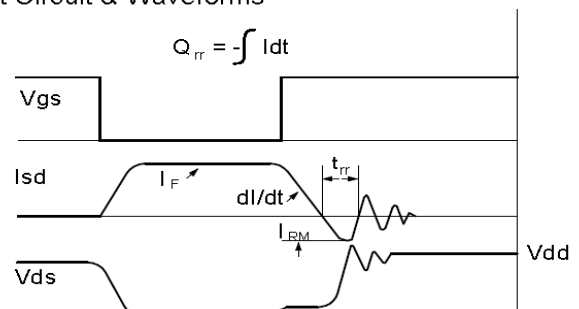 t Circuit & Waveforms
Q rr = -∫ Idt
Vgs
Isd
I F
dI/dt
t rr
I RM
Vdd
Vds